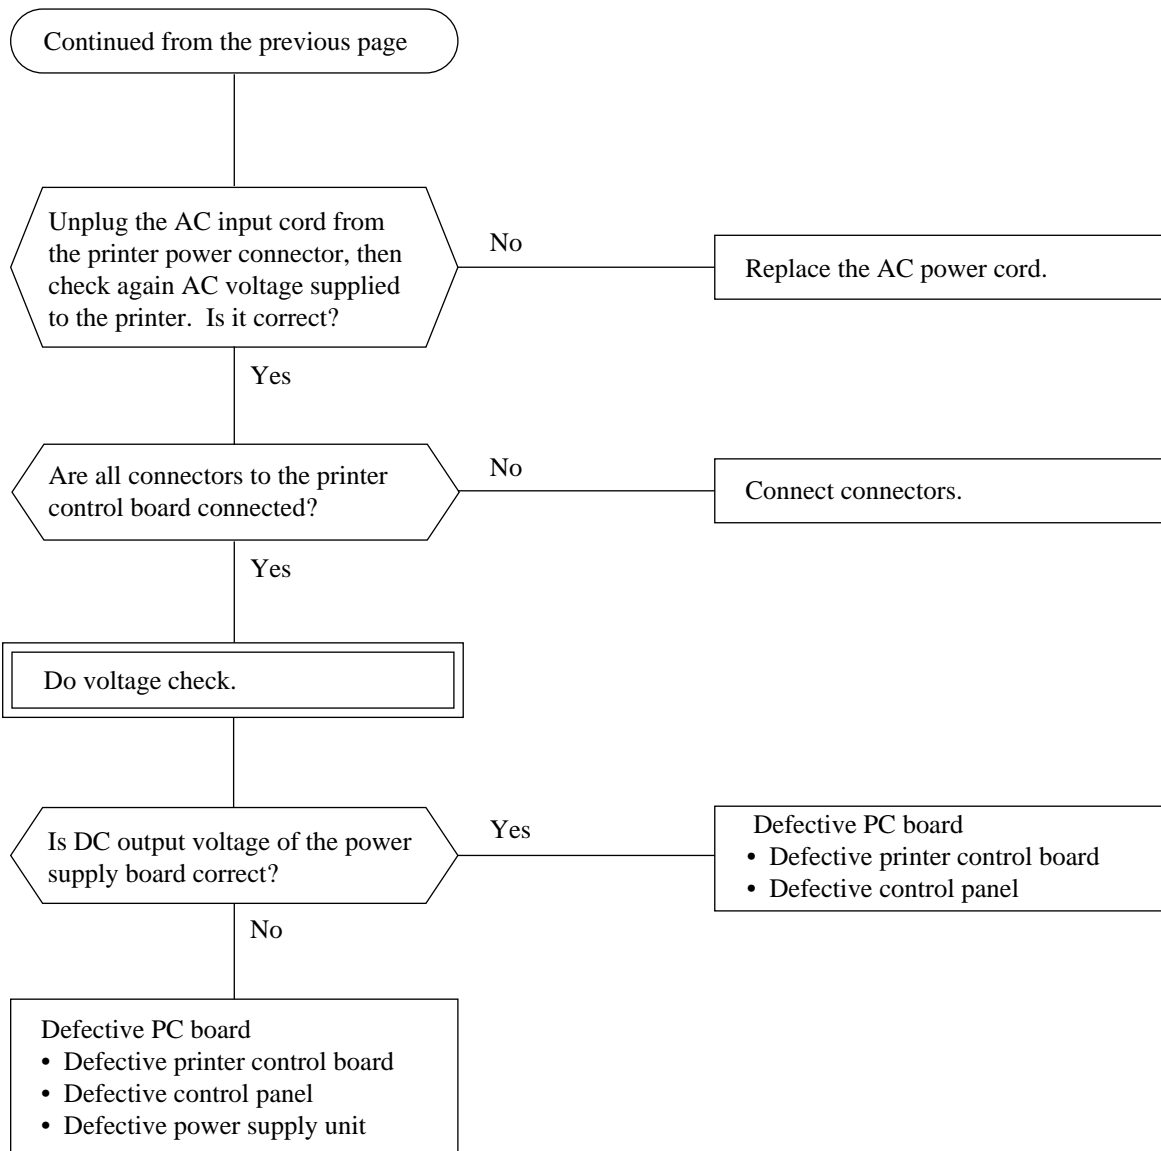 Continued from the previous page
Unplug the AC input cord from
the printer power connector, then
check again AC voltage supplied
to the printer.  Is it correct?
No
Replace the AC power cord.
Yes
Are all connectors to the printer
control board connected?
No
Connect connectors.
Yes
Do voltage check.
Is DC output voltage of the power
supply board correct?
Yes
Defective PC board
• Defective printer control board
• Defective control panel
No
Defective PC board
• Defective printer control board
• Defective control panel
• Defective power supply unit